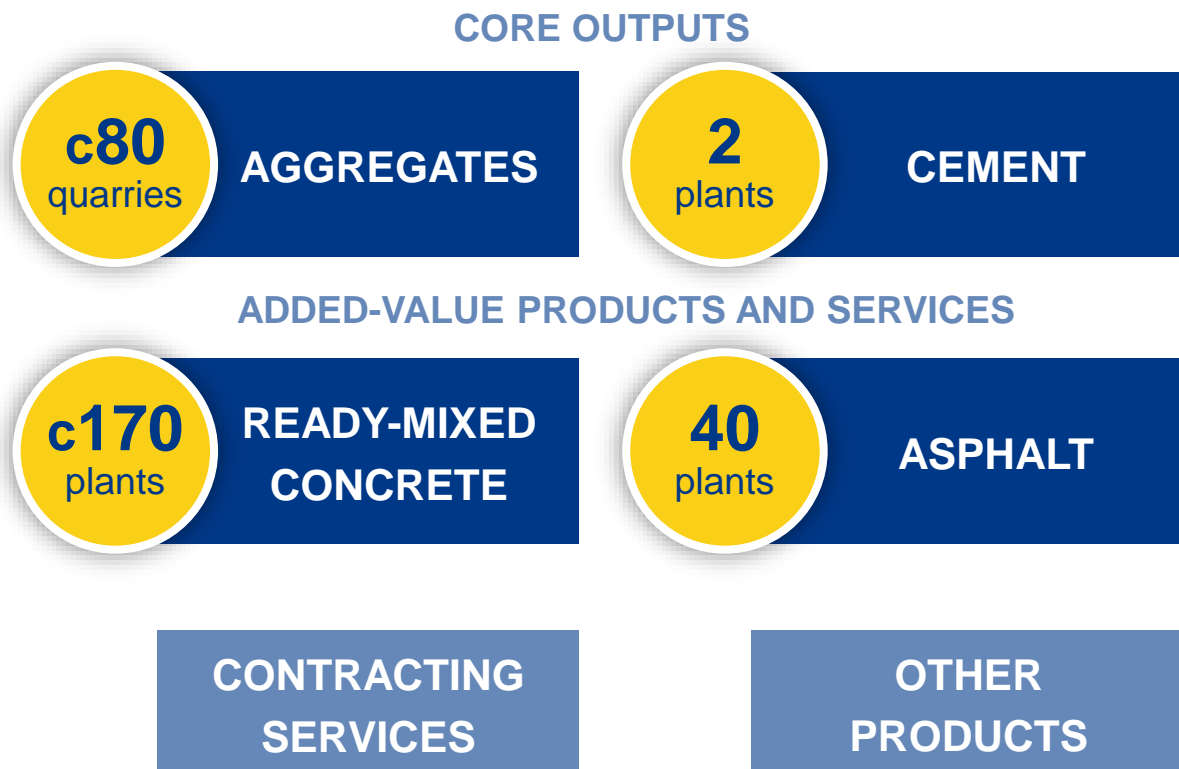 CORE OUTPUTS
c80
quarries
AGGREGATES
2
plants
CEMENT
ADDED-VALUE PRODUCTS AND SERVICES
c170
plants
READY-MIXED
CONCRETE
40
plants
ASPHALT
CONTRACTING
SERVICES
OTHER
PRODUCTS